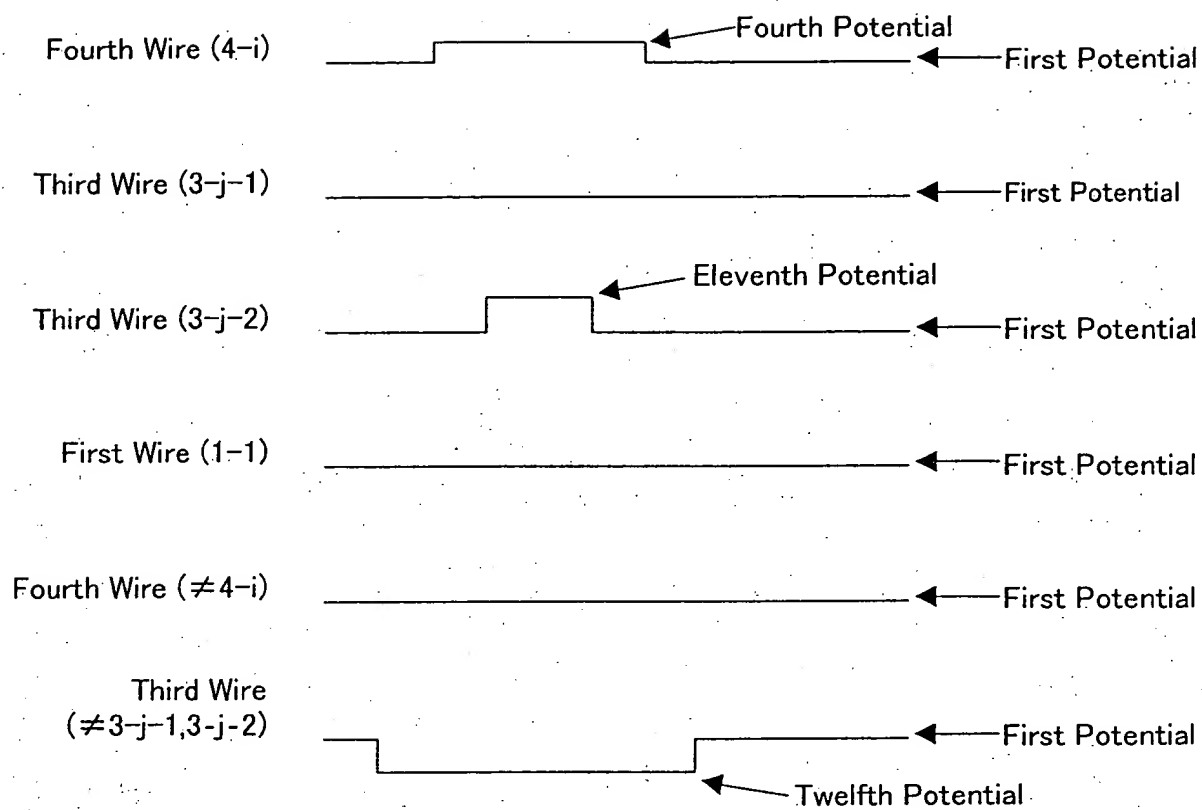 Fourth Wire (4-i)
Fourth Potential
First Potential
Third Wire (3-j-1)
First Potential
Third Wire (3-j-2)
Eleventh Potential
First Potential
First Wire (1-1)
First Potential
Fourth Wire (≠4-i)
First Potential
Third Wire
(≠3-j-1,3-j-2)
First Potential
Twelfth Potential